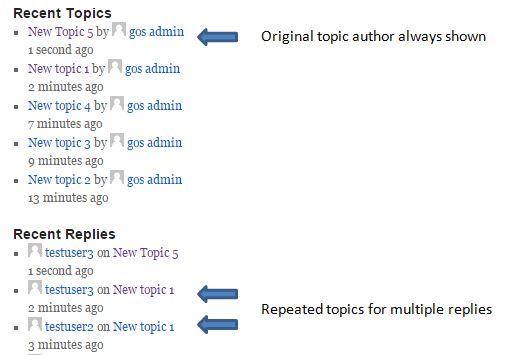 Recent Topics
New Topic 5 by gos admin
1 second ago
Original topic author always shown
New topic 1 by gos admin
2 minutes ago
New topic 4 by gos admin
7 minutes ago
New topic 3 by gos admin
9 minutes ago
New topic 2 by gos admin
13 minutes ago
Recent Replies
testuser3 on New Topic 5
1 second ago
testuser3 on New topic 1
2 minutes ago
Repeated topics for multiple replies
testuser2 on New topic 1
3 minutes ago